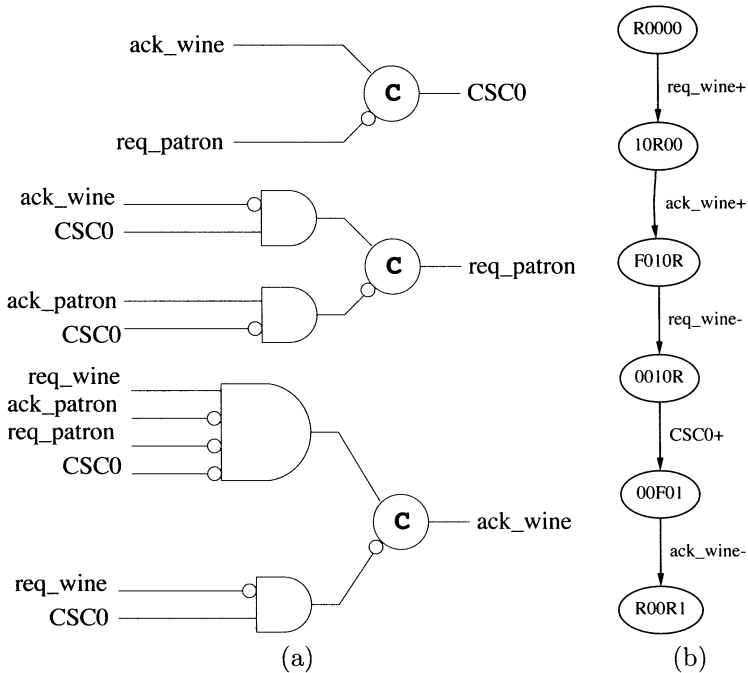 ack_wine
C
CSC0
req_patron
ack_wine
CSC0
C
req_patron
ack_patron
CSC0
req_wine
ack_patron
req_patron
CSC0
C
ack_wine
req_wine
CSC0
(a)
R0000
req_wine+
10R00
ack_wine+
F010R
req_wine-
0010R
CSC0+
00F01
ack_wine-
R00R1
(b)